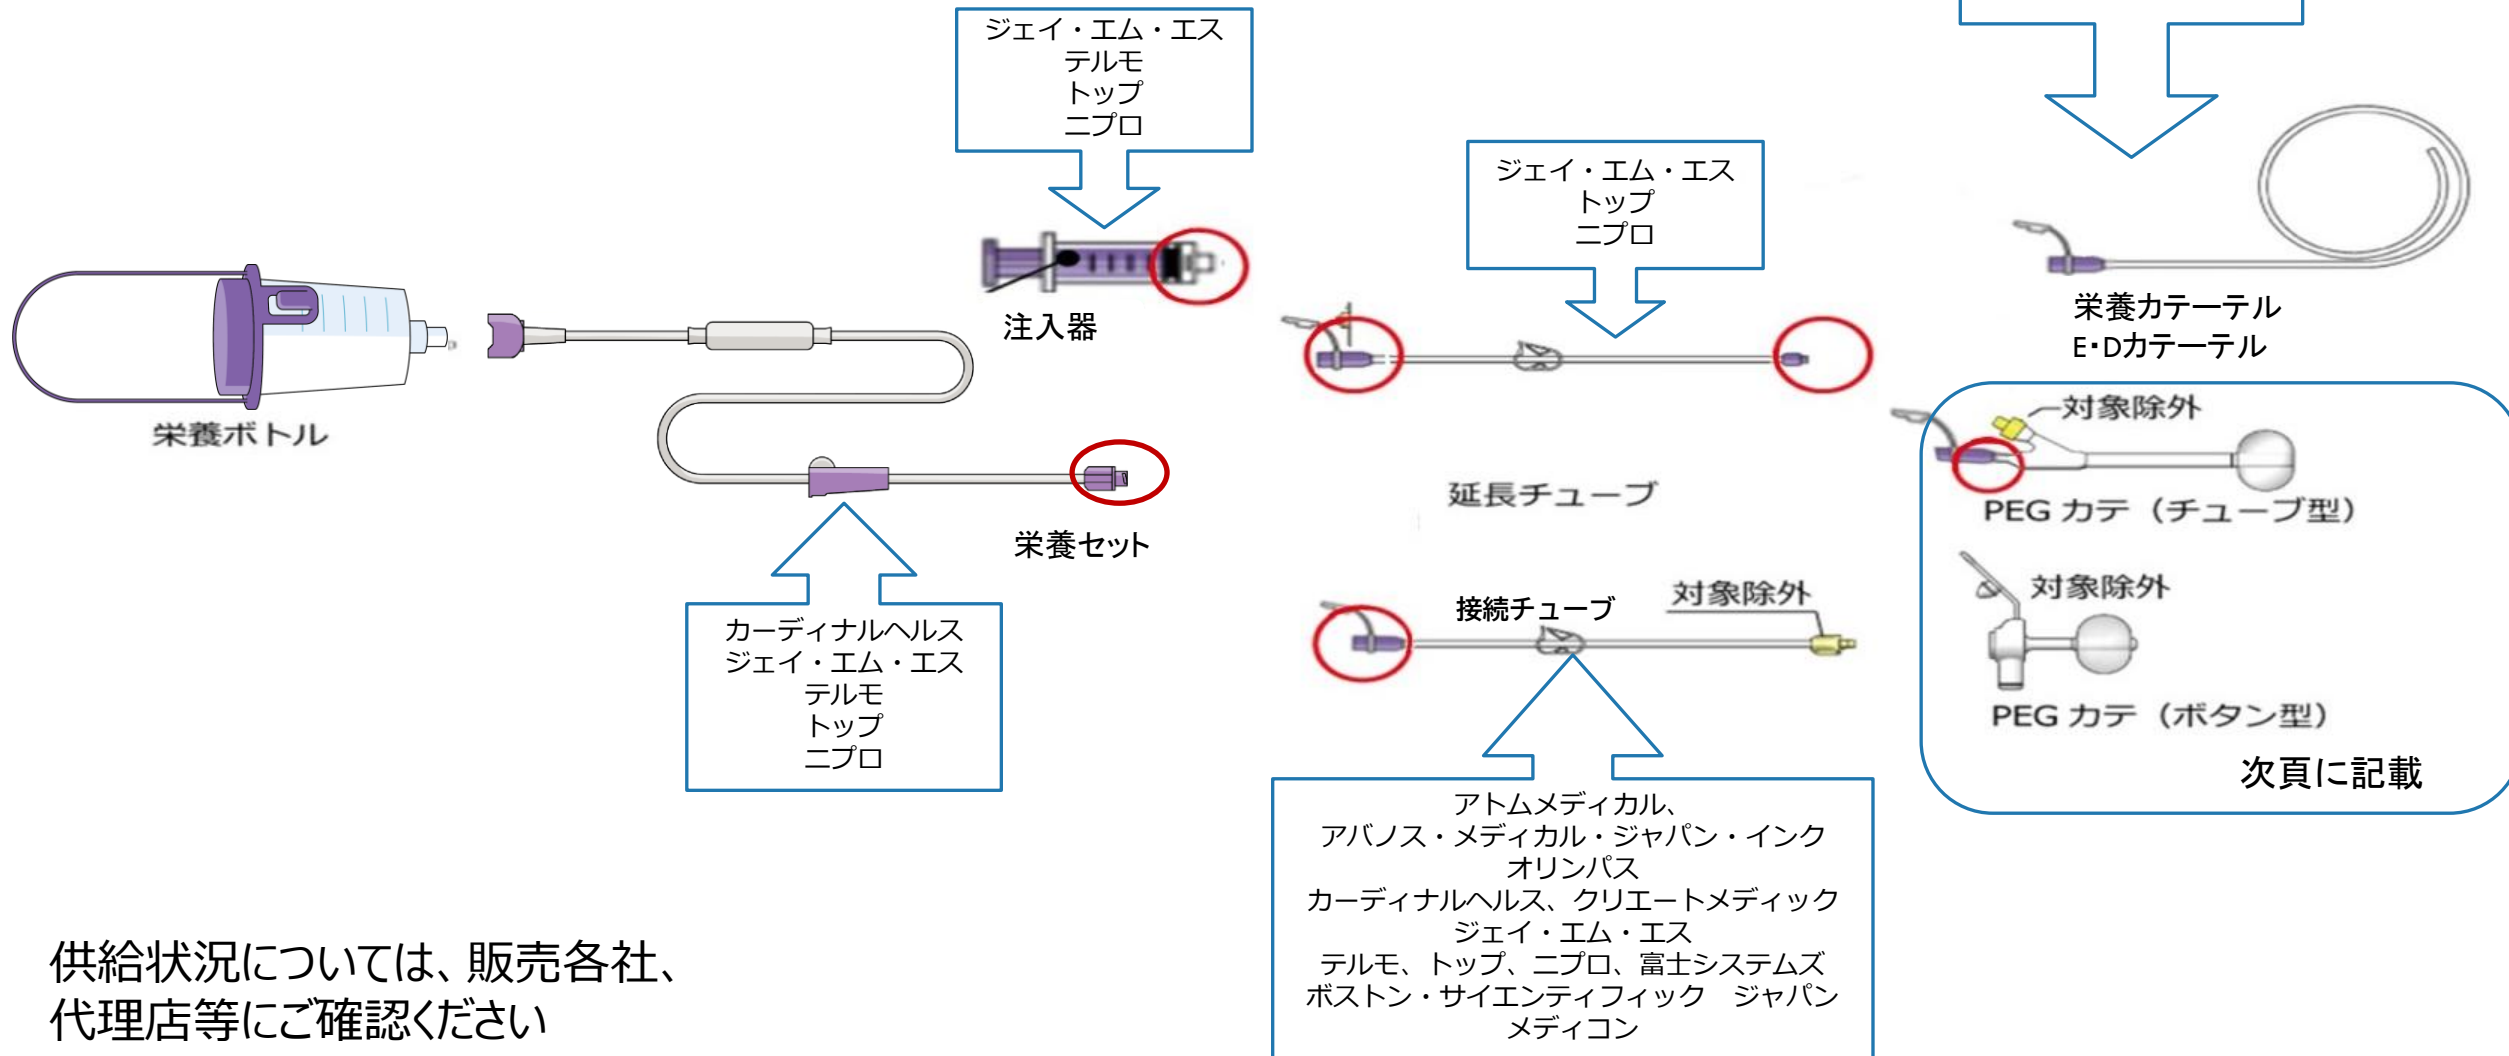 ジェイ・エム・エス
テルモ
トップ
ニプロ
注入器
ジェイ・エム・エス
トップ
ニプロ
栄養カテーテル
E・Dカテーテル
栄養ボトル
栄養セット
カーディナルヘルス
ジェイ・エム・エス
テルモ
トップ
ニプロ
延長チューブ
接続チューブ
対象除外
対象除外
PEG カテ（チューブ型）
対象除外
PEG カテ（ボタン型）
次頁に記載
アトムメディカル、
アバノス・メディカル・ジャパン・インク
オリンパス
カーディナルヘルス、クリエートメディック
ジェイ・エム・エス
テルモ、トップ、ニプロ、富士システムズ
ボストン・サイエンティフィック　ジャパン
メディコン
供給状況については、販売各社、
代理店等にご確認ください